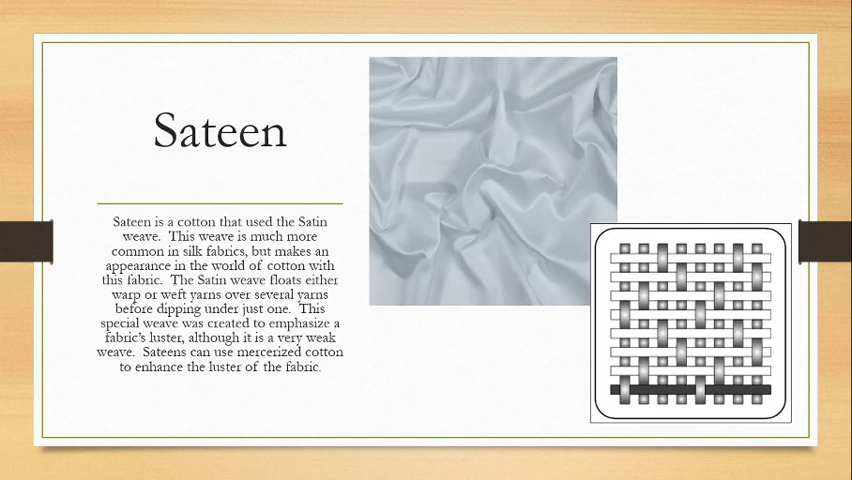 Sateen
Sateen is a cotton that used the Satin
weave.  This weave is much more
common in silk fabrics, but makes an
appearance in the world of cotton with
this fabric.  The Satin weave floats either
warp or weft yarns over several yarns
before dipping under just one.  This
special weave was created to emphasize a
fabric's luster, although it is a very weak
weave.  Sateens can use mercerized cotton
to enhance the luster of the fabric.